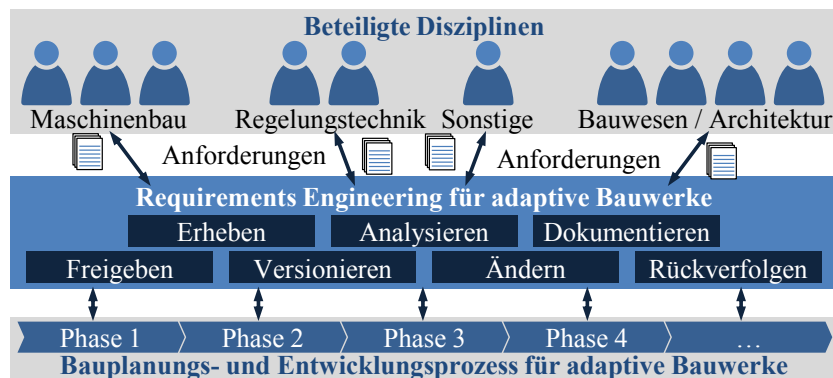 Beteiligte Disziplinen
Maschinenbau Regelungstechnik Sonstige Bauwesen / Architektur
Anforderungen Anforderungen
Requirements Engineering für adaptive Bauwerke
Erheben Analysieren Dokumentieren
Freigeben Versionieren Ändern Rückverfolgen
Phase 1 Phase 2 Phase 3 Phase 4 …
Bauplanungs- und Entwicklungsprozess für adaptive Bauwerke